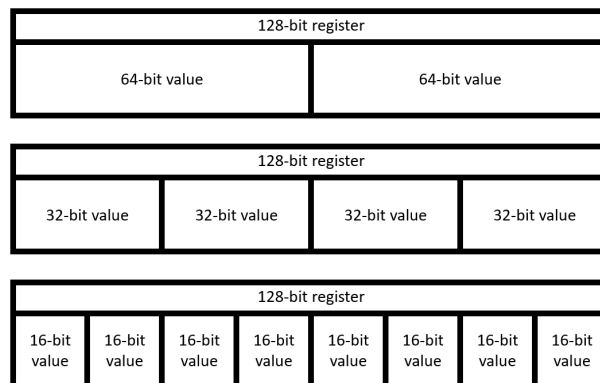 128-bit register
64-bit value 64-bit value
128-bit register
32-bit value 32-bit value 32-bit value 32-bit value
128-bit register
16-bit 16-bit 16-bit 16-bit 16-bit 16-bit 16-bit 16-bit
value value value value value value value value